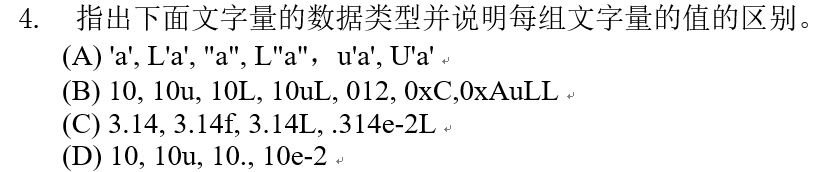 4. 指出下面文字量的数据类型并说明每组文字量的值的区别。
(A) 'a', L'a', "a", L"a"，u'a', U'a'
(B) 10, 10u, 10L, 10uL, 012, 0xC,0xAuLL
(C) 3.14, 3.14f, 3.14L, .314e-2L
(D) 10, 10u, 10., 10e-2